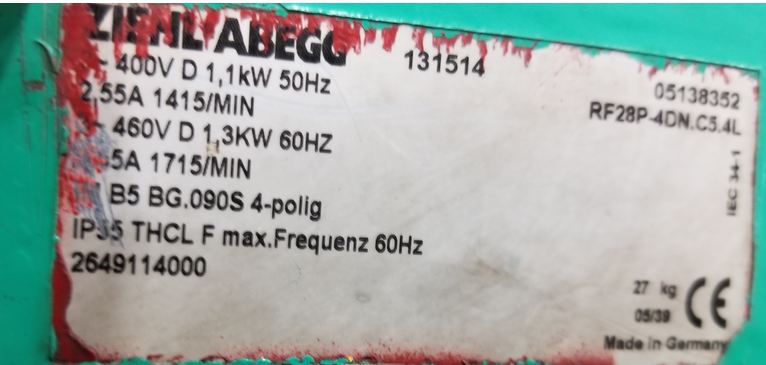 ZIEHL ABEGG
131514
05138352
400V D 1,1kW 50Hz
RF28P-4DN.C5.4L
2,55A 1415/MIN
460V D 1,3KW 60HZ
5A 1715/MIN
IEC 34-1
B5 BG.090S 4-polig
THCL F max.Frequenz 60Hz
2649114000
27 kg
CE
05/39
Made in Germany